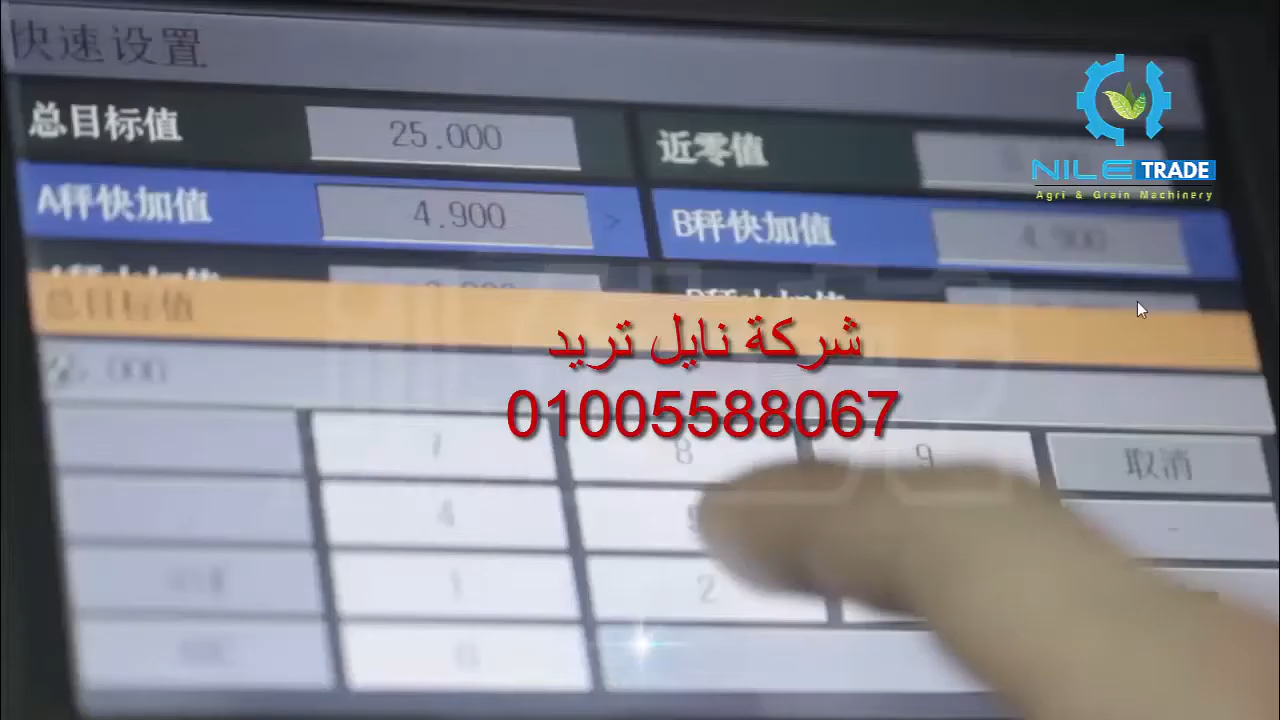 快速设置
总目标值 25.000 近零值
A秤快加值 4.900 > B秤快加值 4.900
总目标值
شركة نايل تريد
01005588067
7 8 9 取消
4
1 2
0
NILE TRADE
Agri & Grain Machinery